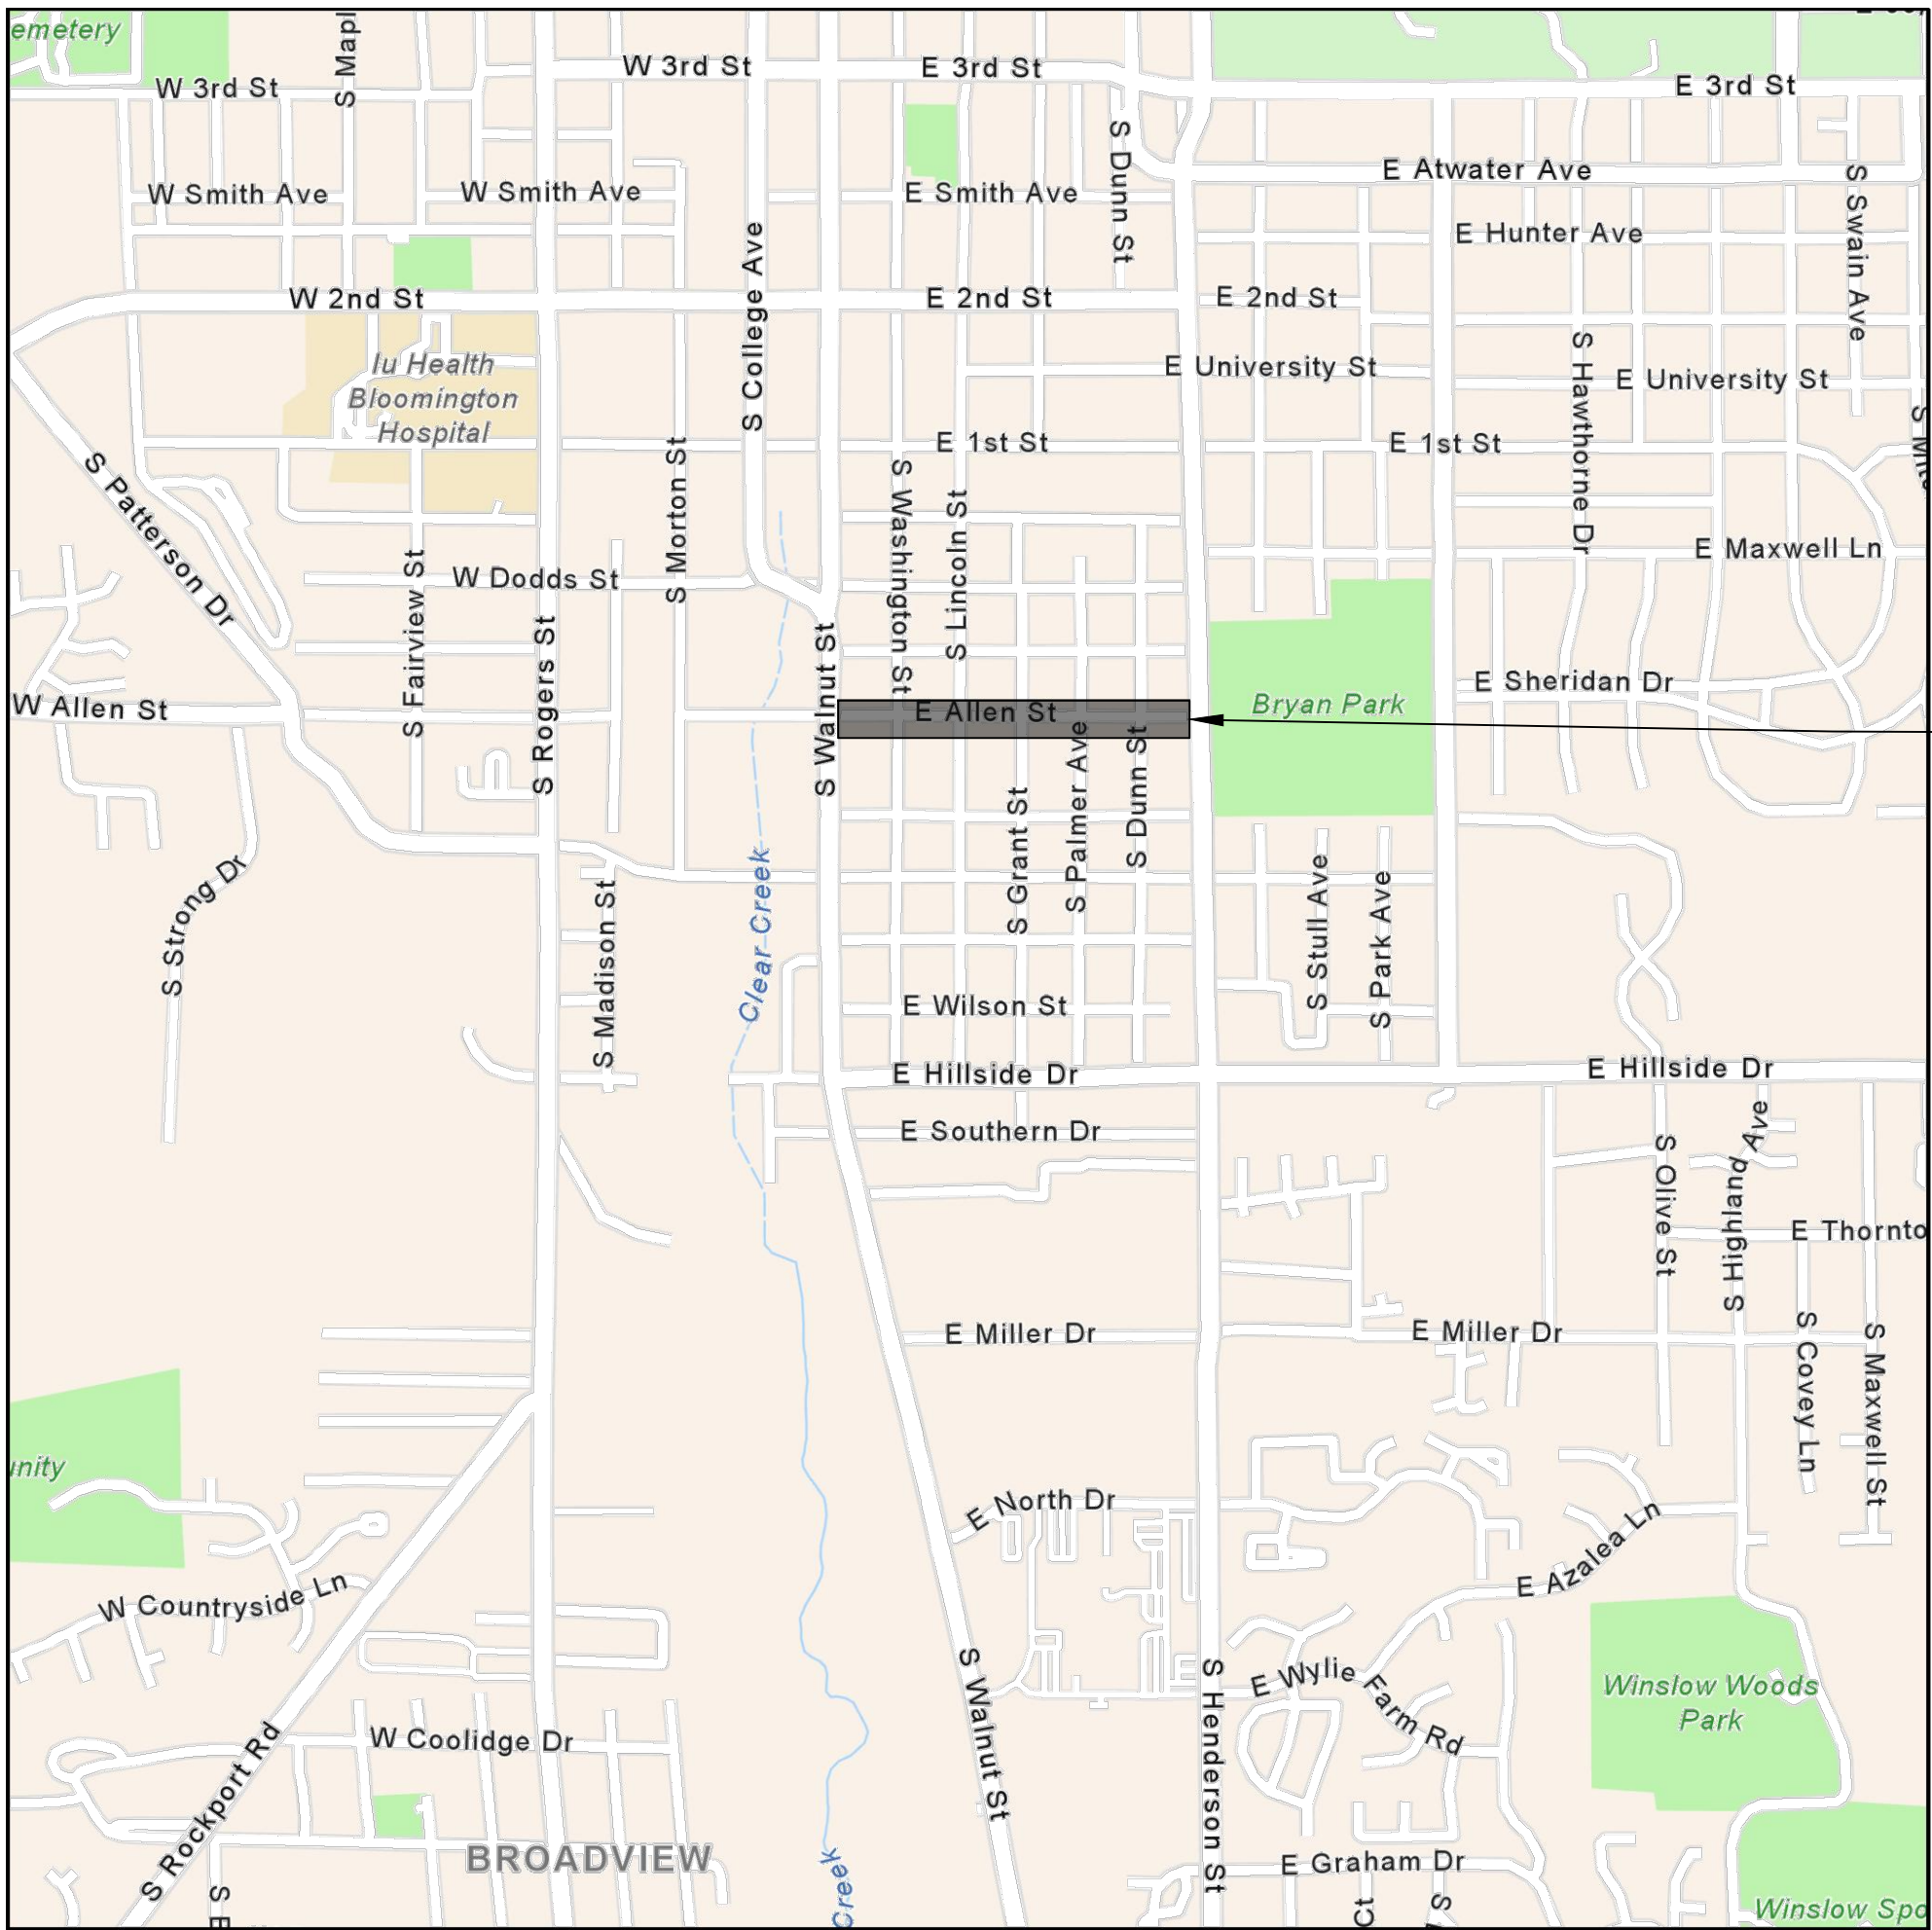 emetery
S Mapl
W 3rd St
W 3rd St
E 3rd St
E 3rd St
S Dunn St
E Atwater Ave
S Swain Ave
W Smith Ave
W Smith Ave
E Smith Ave
E Hunter Ave
S College Ave
W 2nd St
E 2nd St
E 2nd St
Iu Health
Bloomington
Hospital
E University St
S Hawthorne Dr
E University St
E 1st St
E 1st St
S Patterson Dr
S Morton St
S Washington St
S Lincoln St
E Maxwell Ln
S Fairview St
W Dodds St
S Rogers St
S Walnut St
E Sheridan Dr
W Allen St
E Allen St
Bryan Park
S Palmer Ave
S Dunn St
S Grant St
S Strong Dr
S Madison St
Clear Creek
S Stull Ave
S Park Ave
E Wilson St
E Hillside Dr
E Hillside Dr
E Southern Dr
S Olive St
S Highland Ave
E Thornto
E Miller Dr
E Miller Dr
S Covey Ln
S Maxwell St
nity
E North Dr
E Azalea Ln
W Countryside Ln
S Walnut St
S Henderson St
E Wylie Farm Rd
Winslow Woods
Park
S Rockport Rd
W Coolidge Dr
BROADVIEW
Creek
E Graham Dr
Ct
Winslow Spo